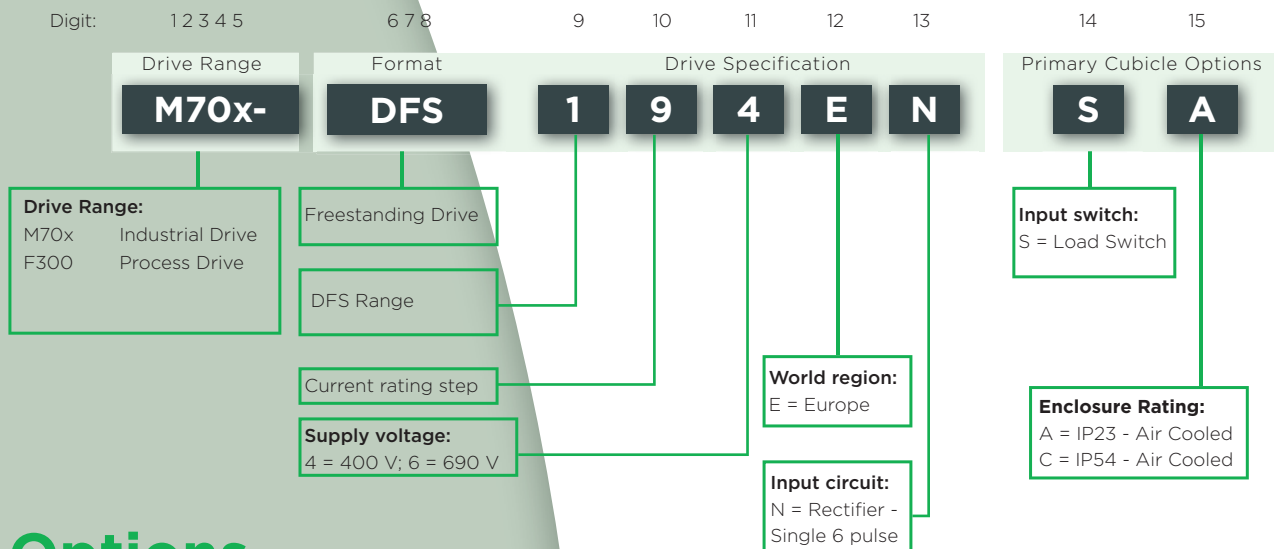 Digit: 1 2 3 4 5 6 7 8 9 10 11 12 13 14 15
Drive Range Format Drive Specification Primary Cubicle Options
M70x- DFS 1 9 4 E N S A
Drive Range:
M70x Industrial Drive
F300 Process Drive
Freestanding Drive
DFS Range
Current rating step
Supply voltage:
4 = 400 V; 6 = 690 V
World region:
E = Europe
Input circuit:
N = Rectifier -
Single 6 pulse
Input switch:
S = Load Switch
Enclosure Rating:
A = IP23 - Air Cooled
C = IP54 - Air Cooled
Options